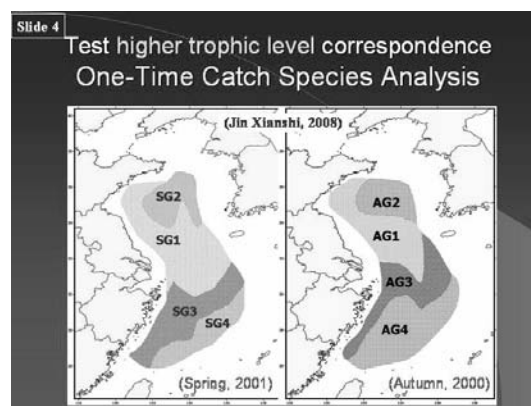 Slide 4
Test higher trophic level correspondence
One-Time Catch Species Analysis
(Jin Xianshi, 2008)
SG2
SG1
SG3
SG4
(Spring, 2001)
AG2
AG1
AG3
AG4
(Autumn, 2000)